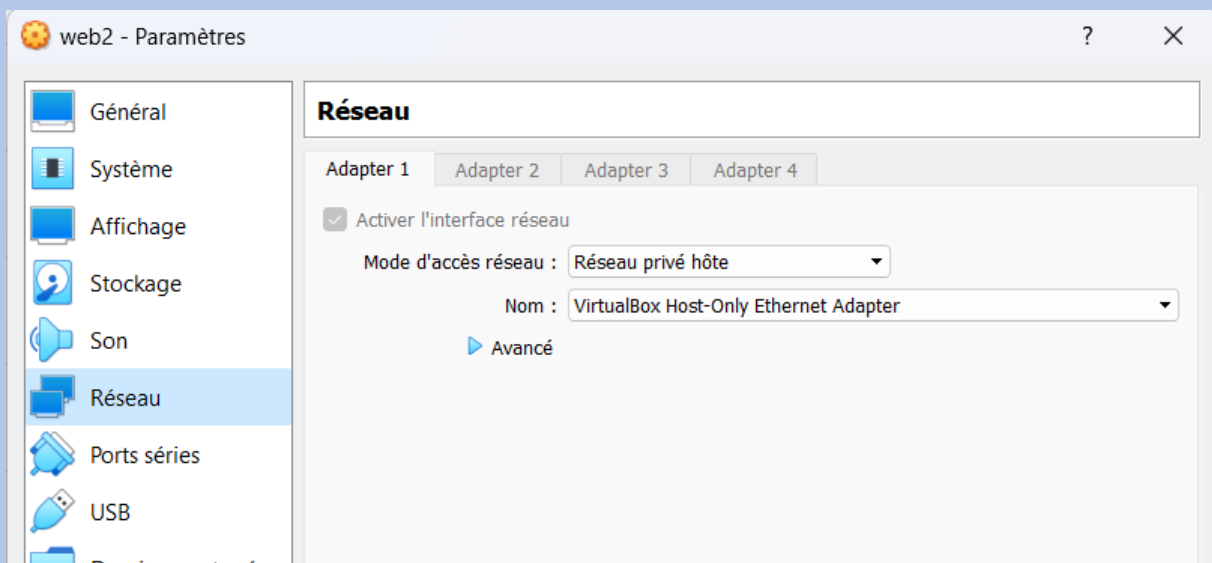 web2 - Paramètres
?
Général
Système
Affichage
Stockage
Son
Réseau
Ports séries
USB
Réseau
Adapter 1 Adapter 2 Adapter 3 Adapter 4
Activer l'interface réseau
Mode d'accès réseau : Réseau privé hôte
Nom : VirtualBox Host-Only Ethernet Adapter
Avancé